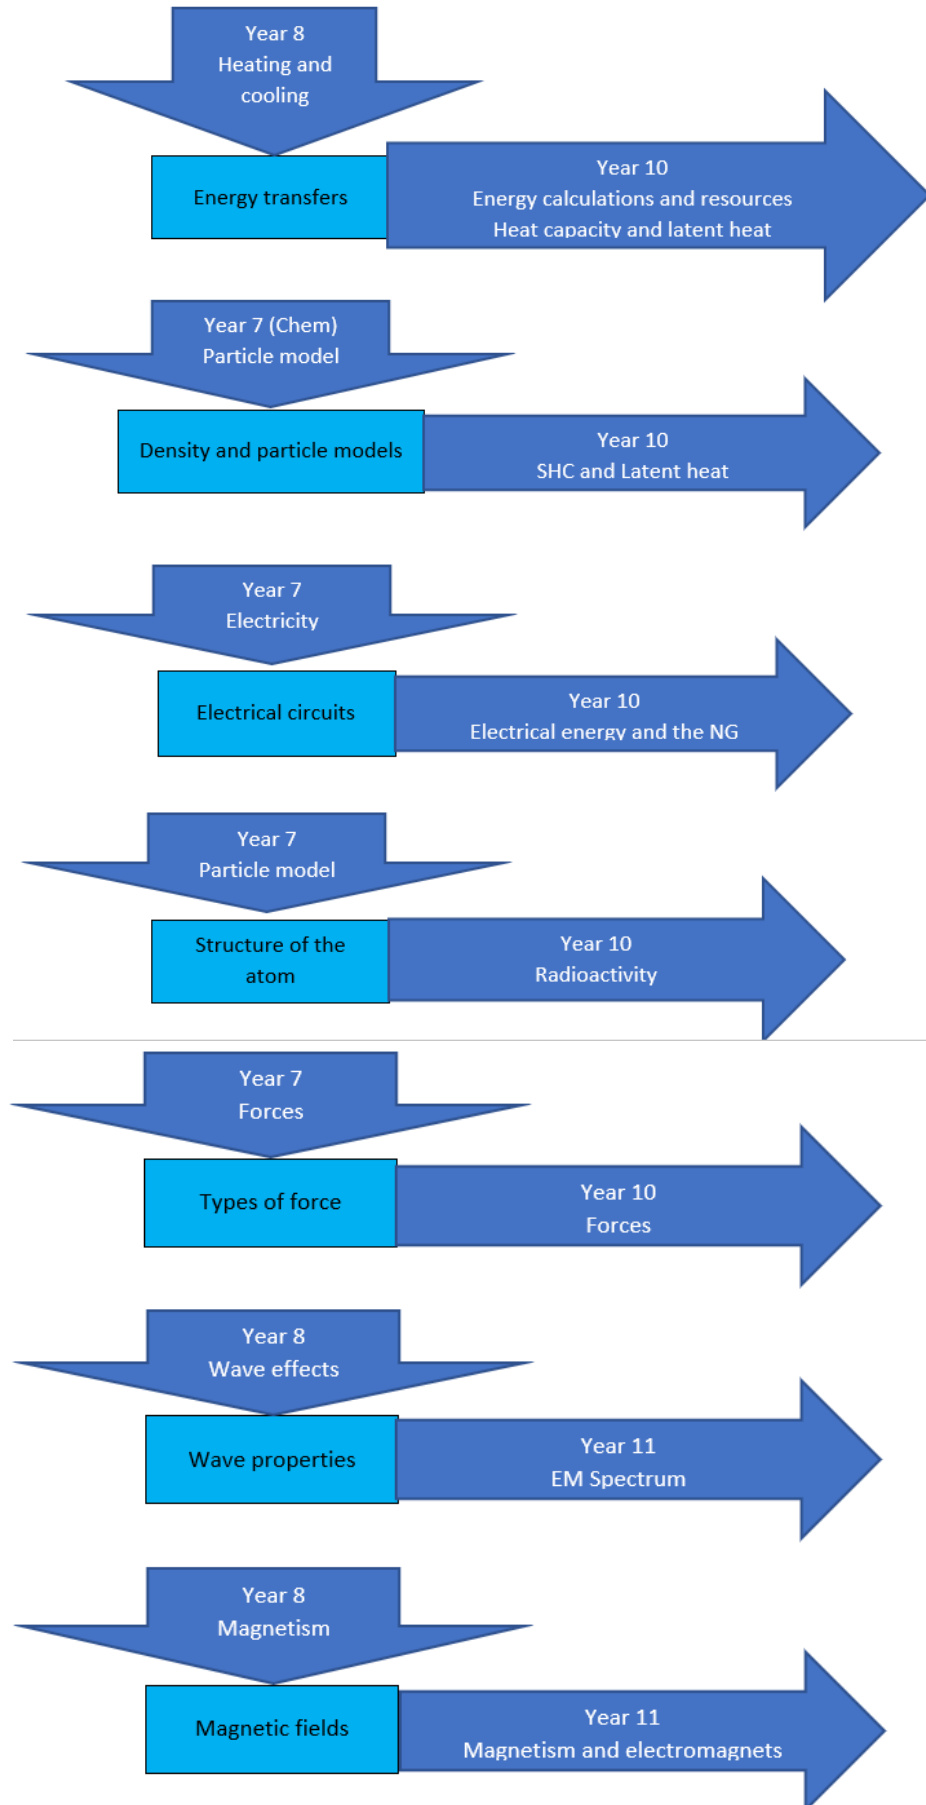 Year 8
Heating and
cooling
Energy transfers
Year 10
Energy calculations and resources
Heat capacity and latent heat
Year 7 (Chem)
Particle model
Density and particle models
Year 10
SHC and Latent heat
Year 7
Electricity
Electrical circuits
Year 10
Electrical energy and the NG
Year 7
Particle model
Structure of the
atom
Year 10
Radioactivity
Year 7
Forces
Types of force
Year 10
Forces
Year 8
Wave effects
Wave properties
Year 11
EM Spectrum
Year 8
Magnetism
Magnetic fields
Year 11
Magnetism and electromagnets